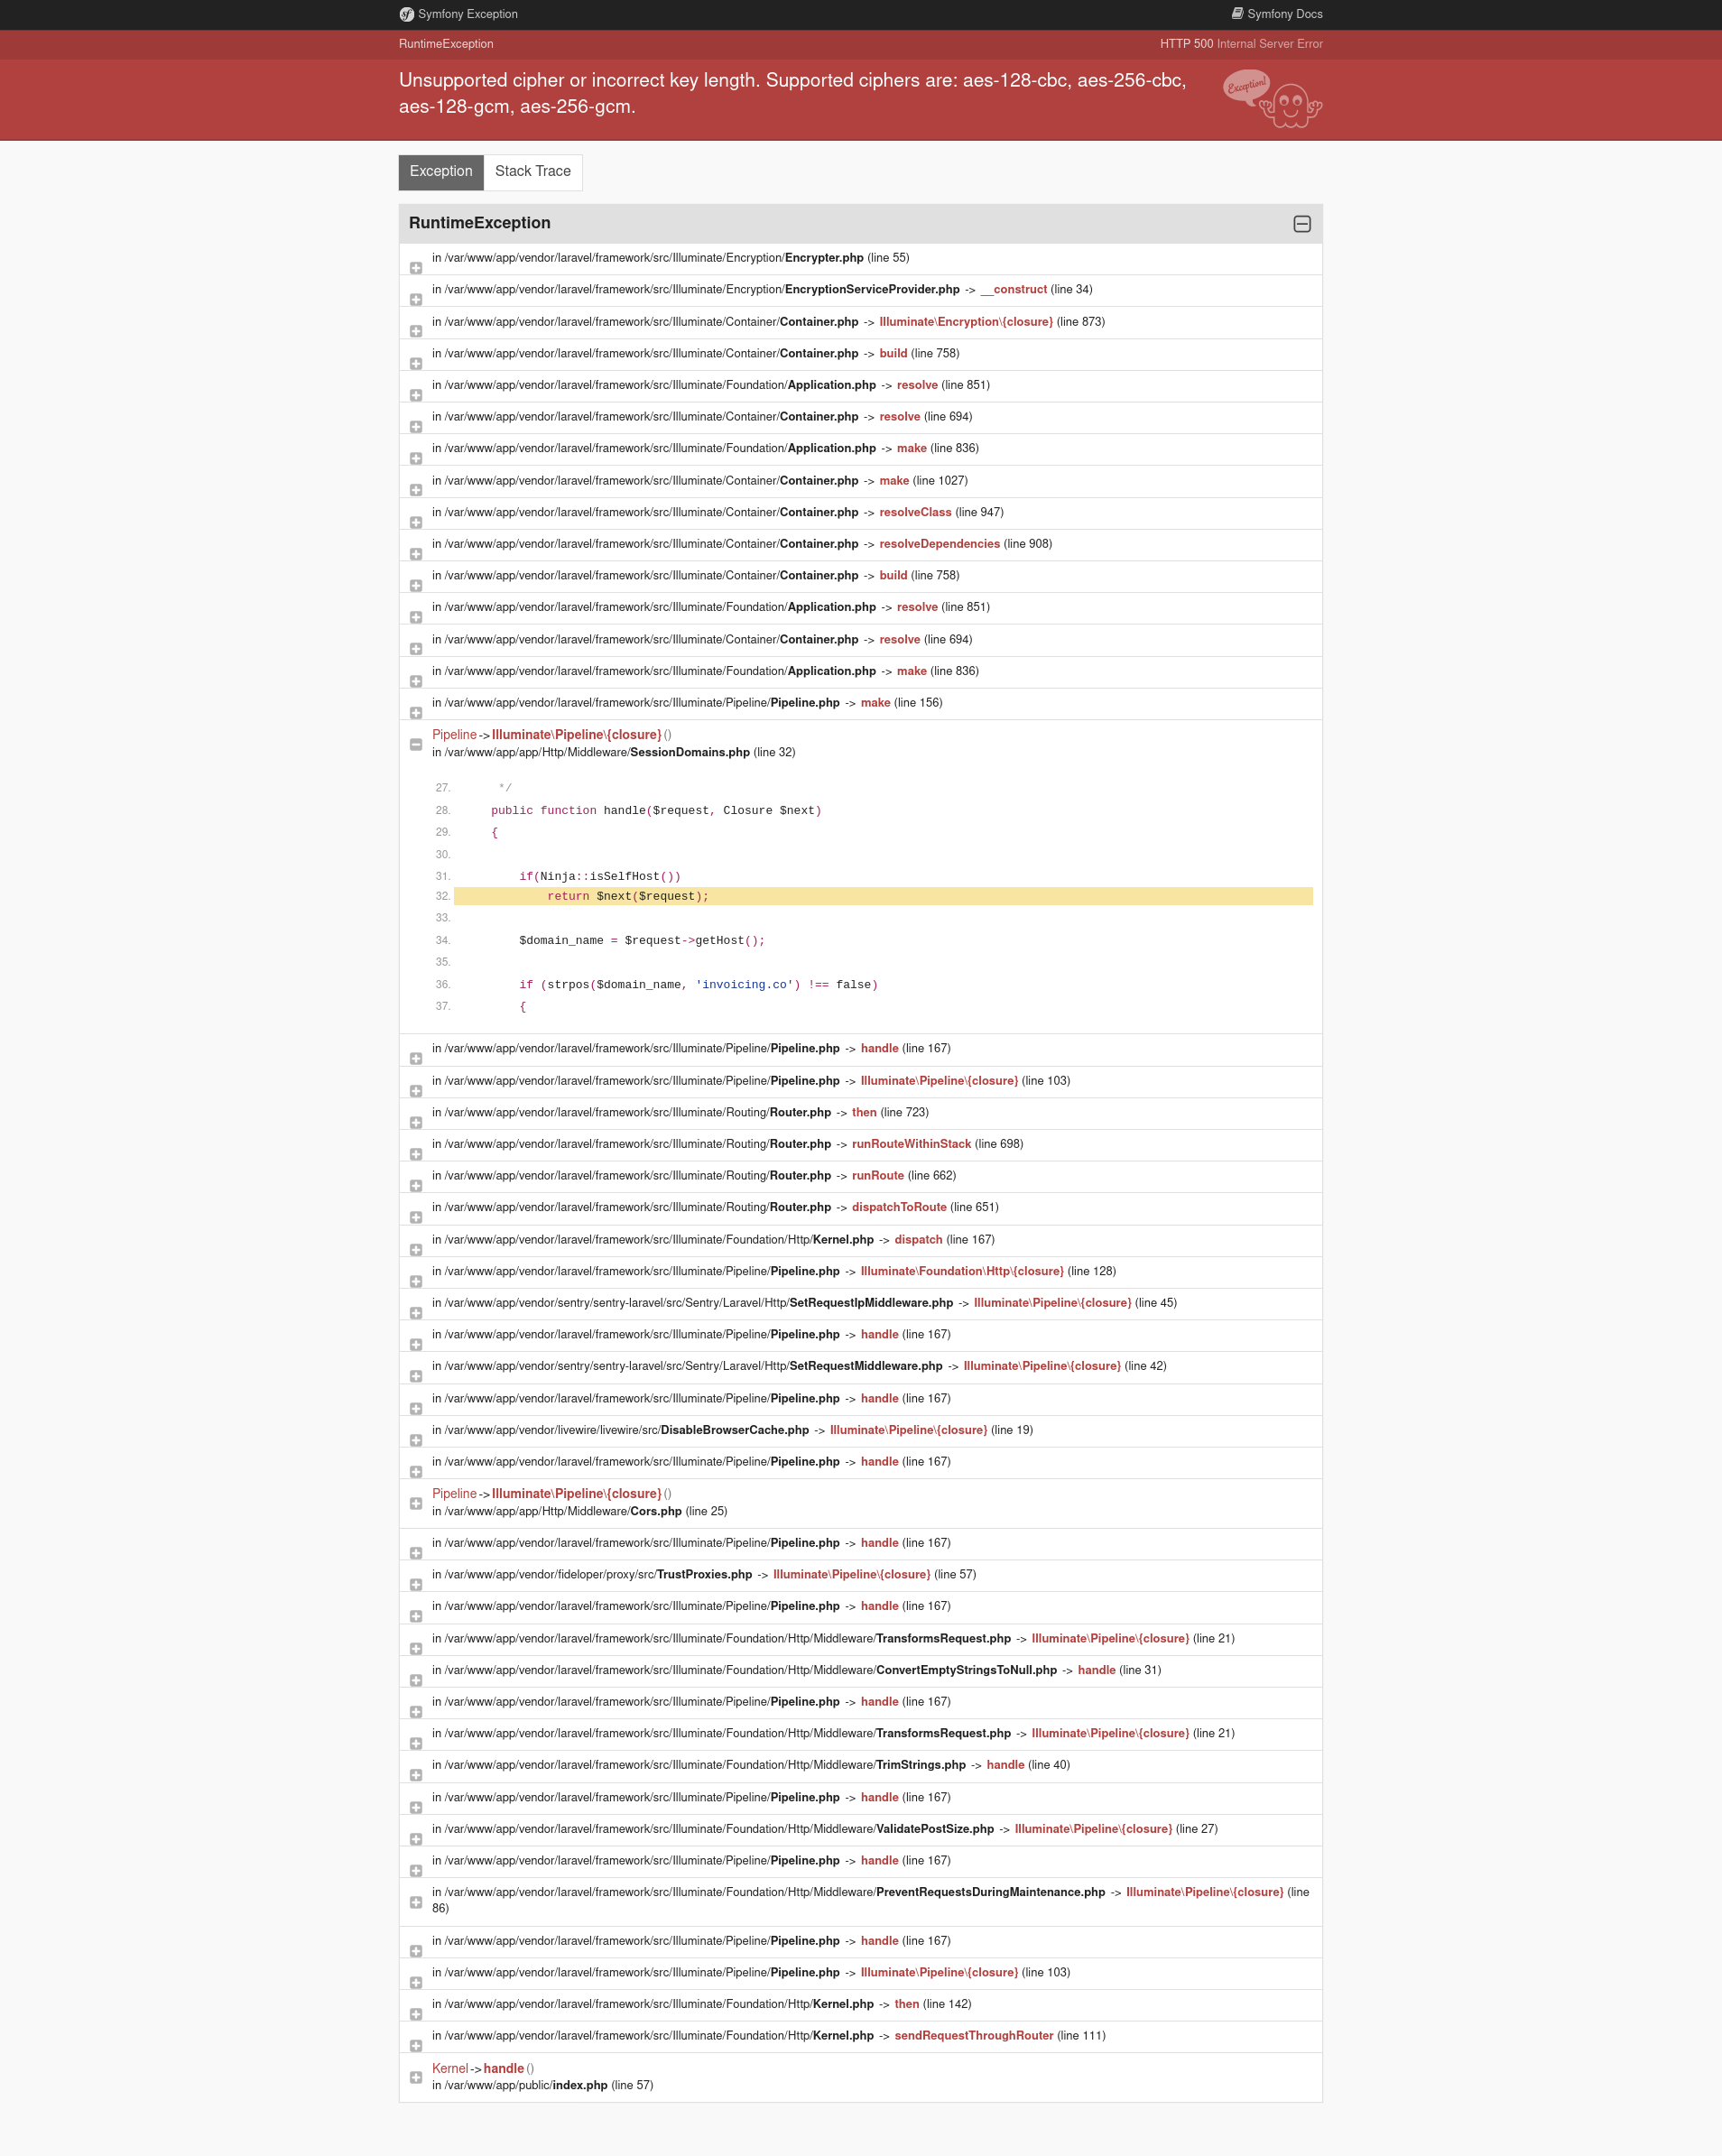 Symfony Exception
Symfony Docs
RuntimeException
HTTP 500 Internal Server Error
Unsupported cipher or incorrect key length. Supported ciphers are: aes-128-cbc, aes-256-cbc,
aes-128-gcm, aes-256-gcm.
Exception!
Exception
Stack Trace
RuntimeException
in /var/www/app/vendor/laravel/framework/src/Illuminate/Encryption/Encrypter.php (line 55)
in /var/www/app/vendor/laravel/framework/src/Illuminate/Encryption/EncryptionServiceProvider.php -> __construct (line 34)
in /var/www/app/vendor/laravel/framework/src/Illuminate/Container/Container.php -> Illuminate\Encryption\{closure} (line 873)
in /var/www/app/vendor/laravel/framework/src/Illuminate/Container/Container.php -> build (line 758)
in /var/www/app/vendor/laravel/framework/src/Illuminate/Foundation/Application.php -> resolve (line 851)
in /var/www/app/vendor/laravel/framework/src/Illuminate/Container/Container.php -> resolve (line 694)
in /var/www/app/vendor/laravel/framework/src/Illuminate/Foundation/Application.php -> make (line 836)
in /var/www/app/vendor/laravel/framework/src/Illuminate/Container/Container.php -> make (line 1027)
in /var/www/app/vendor/laravel/framework/src/Illuminate/Container/Container.php -> resolveClass (line 947)
in /var/www/app/vendor/laravel/framework/src/Illuminate/Container/Container.php -> resolveDependencies (line 908)
in /var/www/app/vendor/laravel/framework/src/Illuminate/Container/Container.php -> build (line 758)
in /var/www/app/vendor/laravel/framework/src/Illuminate/Foundation/Application.php -> resolve (line 851)
in /var/www/app/vendor/laravel/framework/src/Illuminate/Container/Container.php -> resolve (line 694)
in /var/www/app/vendor/laravel/framework/src/Illuminate/Foundation/Application.php -> make (line 836)
in /var/www/app/vendor/laravel/framework/src/Illuminate/Pipeline/Pipeline.php -> make (line 156)
Pipeline->Illuminate\Pipeline\{closure}()
in /var/www/app/app/Http/Middleware/SessionDomains.php (line 32)
27. */
28. public function handle($request, Closure $next)
29. {
30.
31. if(Ninja::isSelfHost())
32. return $next($request);
33.
34. $domain_name = $request->getHost();
35.
36. if (strpos($domain_name, 'invoicing.co') !== false)
37. {
in /var/www/app/vendor/laravel/framework/src/Illuminate/Pipeline/Pipeline.php -> handle (line 167)
in /var/www/app/vendor/laravel/framework/src/Illuminate/Pipeline/Pipeline.php -> Illuminate\Pipeline\{closure} (line 103)
in /var/www/app/vendor/laravel/framework/src/Illuminate/Routing/Router.php -> then (line 723)
in /var/www/app/vendor/laravel/framework/src/Illuminate/Routing/Router.php -> runRouteWithinStack (line 698)
in /var/www/app/vendor/laravel/framework/src/Illuminate/Routing/Router.php -> runRoute (line 662)
in /var/www/app/vendor/laravel/framework/src/Illuminate/Routing/Router.php -> dispatchToRoute (line 651)
in /var/www/app/vendor/laravel/framework/src/Illuminate/Foundation/Http/Kernel.php -> dispatch (line 167)
in /var/www/app/vendor/laravel/framework/src/Illuminate/Pipeline/Pipeline.php -> Illuminate\Foundation\Http\{closure} (line 128)
in /var/www/app/vendor/sentry/sentry-laravel/src/Sentry/Laravel/Http/SetRequestIpMiddleware.php -> Illuminate\Pipeline\{closure} (line 45)
in /var/www/app/vendor/laravel/framework/src/Illuminate/Pipeline/Pipeline.php -> handle (line 167)
in /var/www/app/vendor/sentry/sentry-laravel/src/Sentry/Laravel/Http/SetRequestMiddleware.php -> Illuminate\Pipeline\{closure} (line 42)
in /var/www/app/vendor/laravel/framework/src/Illuminate/Pipeline/Pipeline.php -> handle (line 167)
in /var/www/app/vendor/livewire/livewire/src/DisableBrowserCache.php -> Illuminate\Pipeline\{closure} (line 19)
in /var/www/app/vendor/laravel/framework/src/Illuminate/Pipeline/Pipeline.php -> handle (line 167)
Pipeline->Illuminate\Pipeline\{closure}()
in /var/www/app/app/Http/Middleware/Cors.php (line 25)
in /var/www/app/vendor/laravel/framework/src/Illuminate/Pipeline/Pipeline.php -> handle (line 167)
in /var/www/app/vendor/fideloper/proxy/src/TrustProxies.php -> Illuminate\Pipeline\{closure} (line 57)
in /var/www/app/vendor/laravel/framework/src/Illuminate/Pipeline/Pipeline.php -> handle (line 167)
in /var/www/app/vendor/laravel/framework/src/Illuminate/Foundation/Http/Middleware/TransformsRequest.php -> Illuminate\Pipeline\{closure} (line 21)
in /var/www/app/vendor/laravel/framework/src/Illuminate/Foundation/Http/Middleware/ConvertEmptyStringsToNull.php -> handle (line 31)
in /var/www/app/vendor/laravel/framework/src/Illuminate/Pipeline/Pipeline.php -> handle (line 167)
in /var/www/app/vendor/laravel/framework/src/Illuminate/Foundation/Http/Middleware/TransformsRequest.php -> Illuminate\Pipeline\{closure} (line 21)
in /var/www/app/vendor/laravel/framework/src/Illuminate/Foundation/Http/Middleware/TrimStrings.php -> handle (line 40)
in /var/www/app/vendor/laravel/framework/src/Illuminate/Pipeline/Pipeline.php -> handle (line 167)
in /var/www/app/vendor/laravel/framework/src/Illuminate/Foundation/Http/Middleware/ValidatePostSize.php -> Illuminate\Pipeline\{closure} (line 27)
in /var/www/app/vendor/laravel/framework/src/Illuminate/Pipeline/Pipeline.php -> handle (line 167)
in /var/www/app/vendor/laravel/framework/src/Illuminate/Foundation/Http/Middleware/PreventRequestsDuringMaintenance.php -> Illuminate\Pipeline\{closure} (line
86)
in /var/www/app/vendor/laravel/framework/src/Illuminate/Pipeline/Pipeline.php -> handle (line 167)
in /var/www/app/vendor/laravel/framework/src/Illuminate/Pipeline/Pipeline.php -> Illuminate\Pipeline\{closure} (line 103)
in /var/www/app/vendor/laravel/framework/src/Illuminate/Foundation/Http/Kernel.php -> then (line 142)
in /var/www/app/vendor/laravel/framework/src/Illuminate/Foundation/Http/Kernel.php -> sendRequestThroughRouter (line 111)
Kernel->handle()
in /var/www/app/public/index.php (line 57)